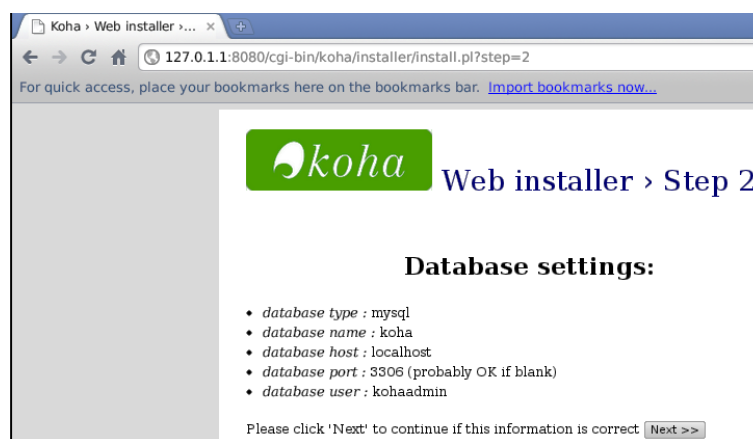 Koha › Web installer ›...
127.0.1.1:8080/cgi-bin/koha/installer/install.pl?step=2
For quick access, place your bookmarks here on the bookmarks bar. Import bookmarks now...
koha Web installer › Step 2
Database settings:
• database type : mysql
• database name : koha
• database host : localhost
• database port : 3306 (probably OK if blank)
• database user : kohaadmin
Please click 'Next' to continue if this information is correct Next >>